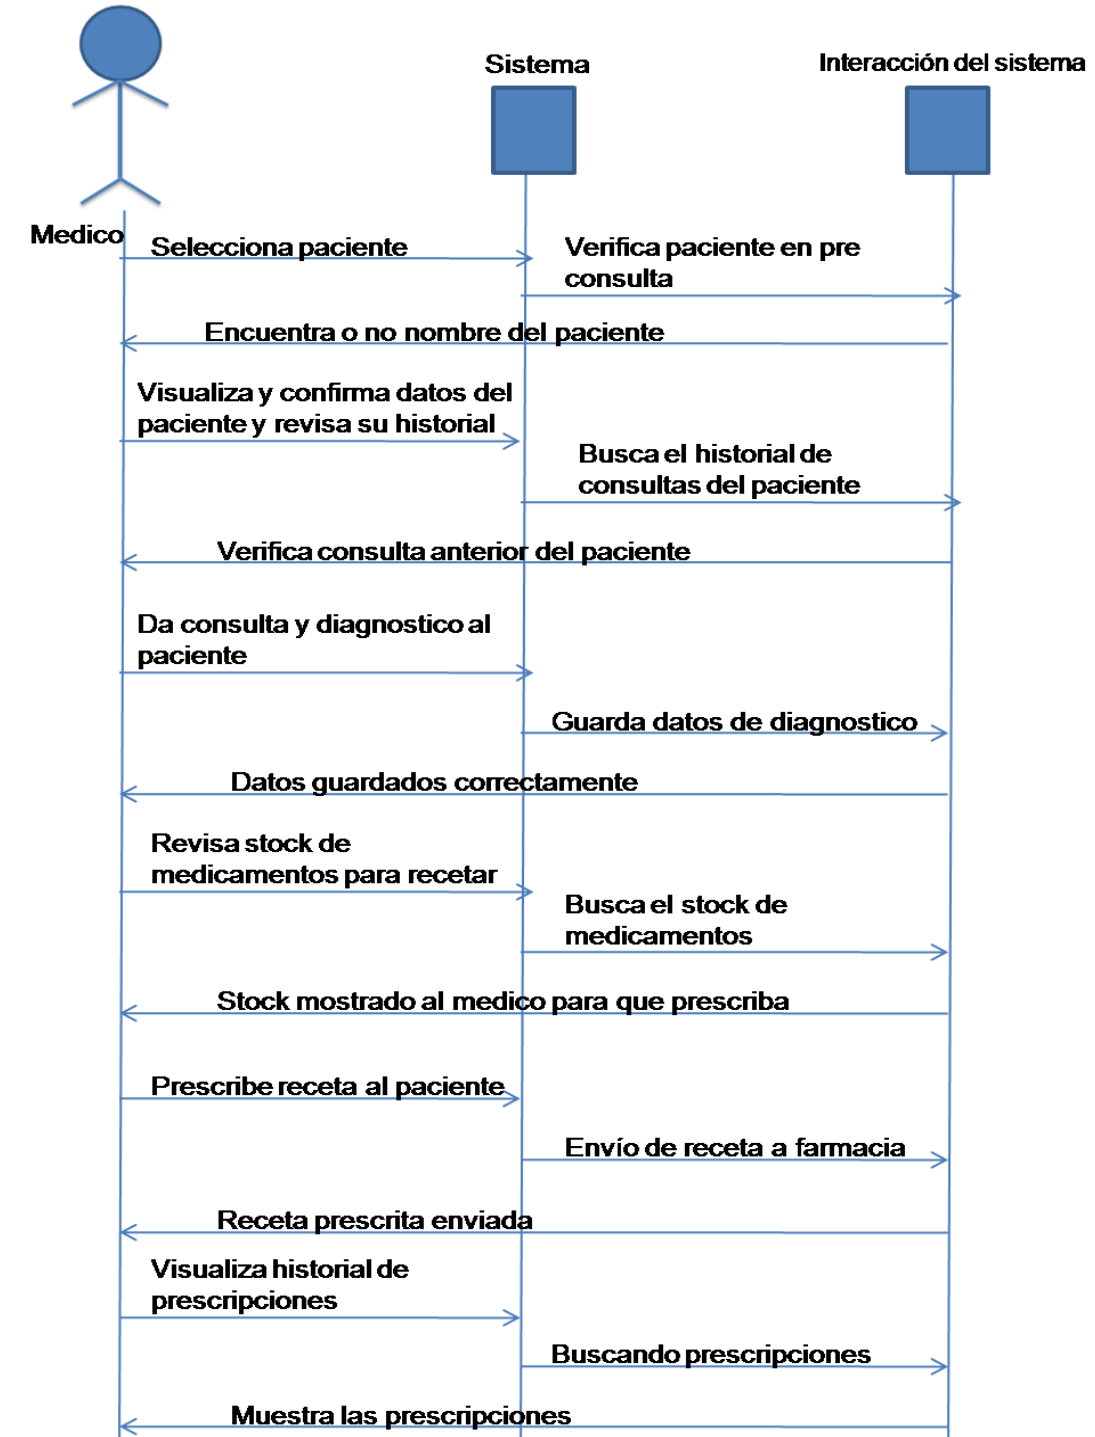 Sistema
Interacción del sistema
Medico
Selecciona paciente
Verifica paciente en pre
consulta
Encuentra o no nombre del paciente
Visualiza y confirma datos del
paciente y revisa su historial
Busca el historial de
consultas del paciente
Verifica consulta anterior del paciente
Da consulta y diagnostico al
paciente
Guarda datos de diagnostico
Datos guardados correctamente
Revisa stock de
medicamentos para recetar
Busca el stock de
medicamentos
Stock mostrado al medico para que prescriba
Prescribe receta al paciente
Envío de receta a farmacia
Receta prescrita enviada
Visualiza historial de
prescripciones
Buscando prescripciones
Muestra las prescripciones